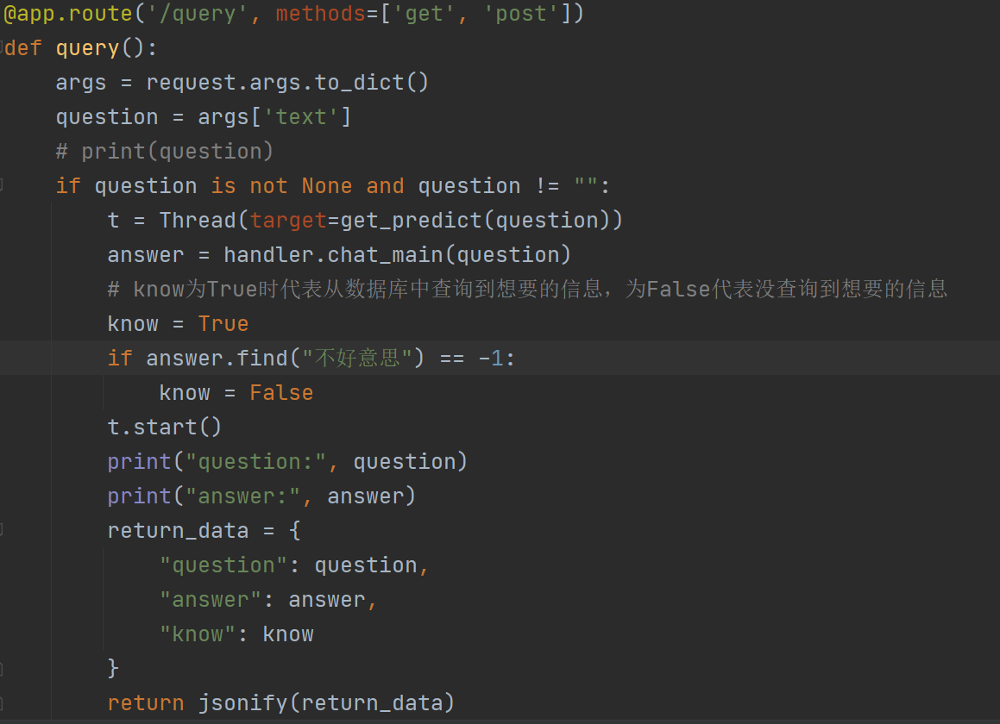 @app.route('/query', methods=['get', 'post'])
def query():
    args = request.args.to_dict()
    question = args['text']
    # print(question)
    if question is not None and question != "":
        t = Thread(target=get_predict(question))
        answer = handler.chat_main(question)
        # know为True时代表从数据库中查询到想要的信息，为False代表没查询到想要的信息
        know = True
        if answer.find("不好意思") == -1:
            know = False
        t.start()
        print("question:", question)
        print("answer:", answer)
        return_data = {
            "question": question,
            "answer": answer,
            "know": know
        }
        return jsonify(return_data)